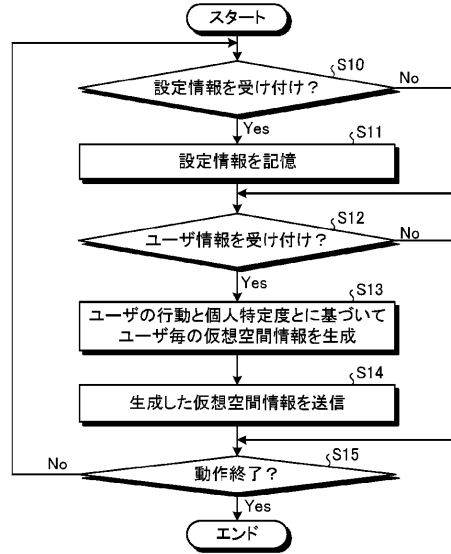 スタート
S10
設定情報を受け付け？
No
Yes
S11
設定情報を記憶
S12
ユーザ情報を受け付け？
No
Yes
S13
ユーザの行動と個人特定度とに基づいて
ユーザ毎の仮想空間情報を生成
S14
生成した仮想空間情報を送信
S15
No
動作終了？
Yes
エンド